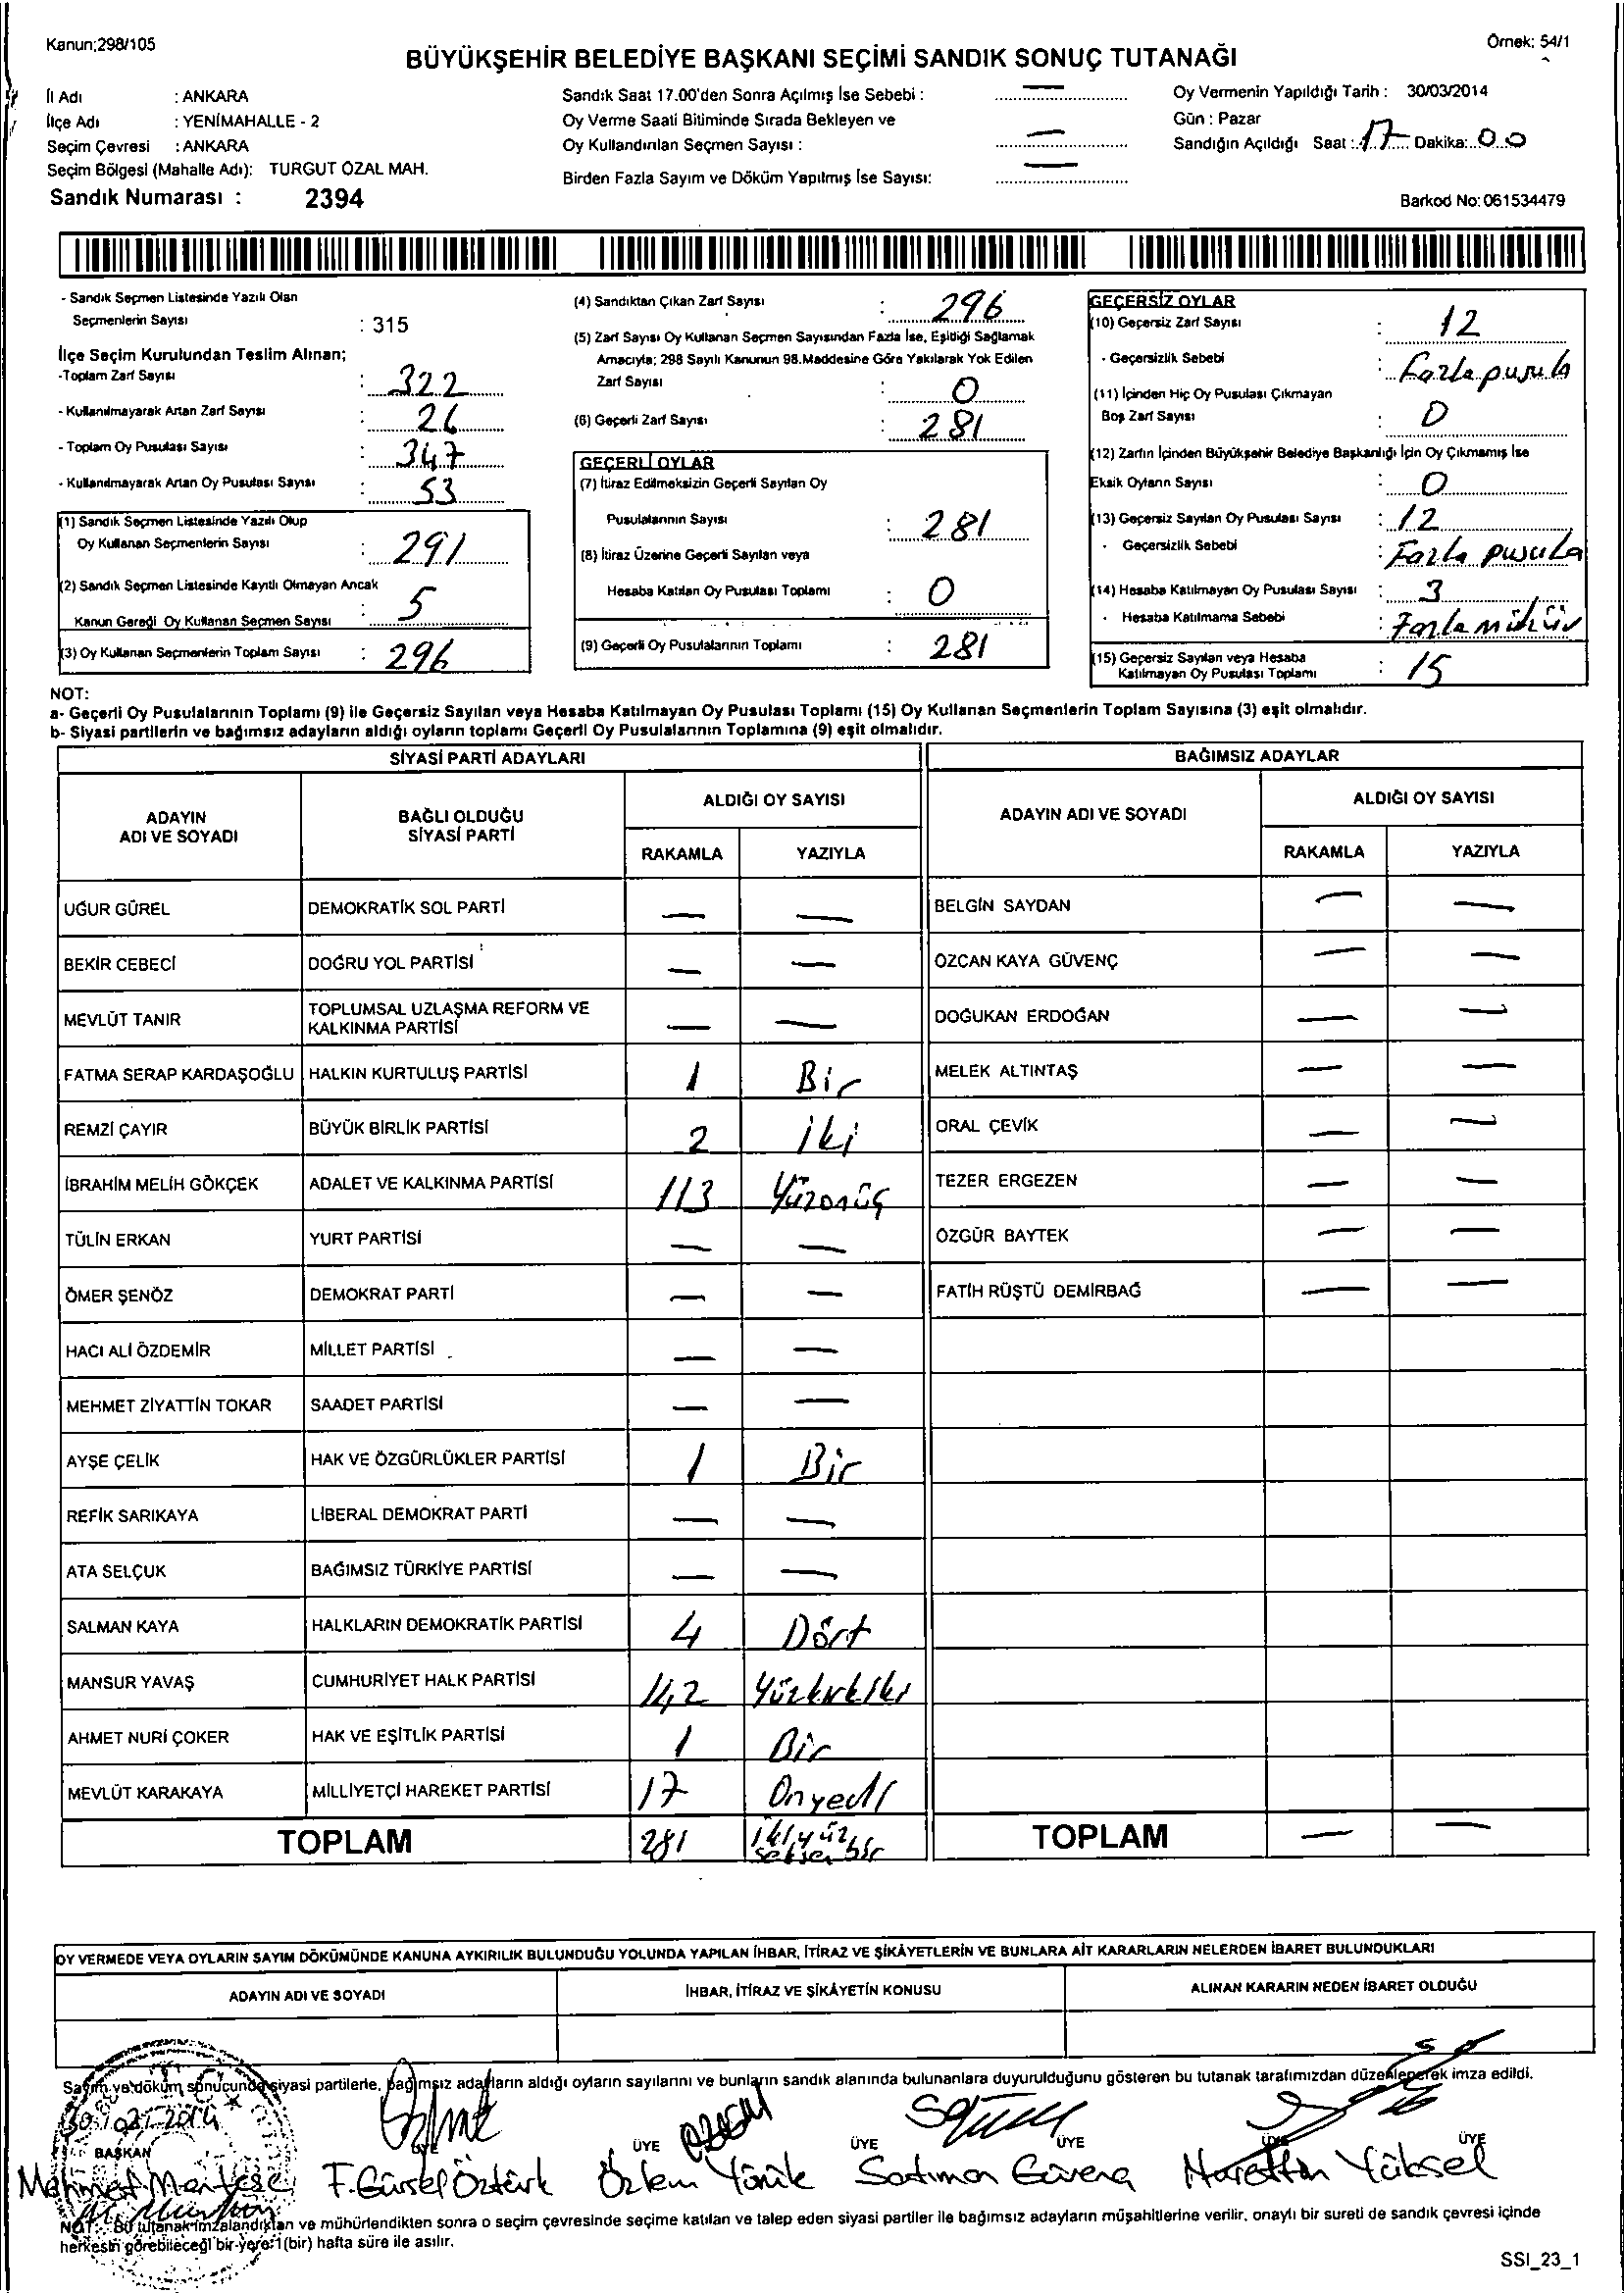 Kanun;298/105
Örnek: 54/1
BÜYÜKŞEHİR BELEDİYE BAŞKANI SEÇİMİ SANDIK SONUÇ TUTANAĞI
İl Adı : ANKARA
İlçe Adı : YENİMAHALLE - 2
Seçim Çevresi : ANKARA
Seçim Bölgesi (Mahalle Adı): TURGUT ÖZAL MAH.
Sandık Numarası : 2394
Sandık Saat 17.00'den Sonra Açılmış İse Sebebi : —
Oy Verme Saati Bitiminde Sırada Bekleyen ve
Oy Kullandırılan Seçmen Sayısı : —
Birden Fazla Sayım ve Döküm Yapılmış İse Sayısı: —
Oy Vermenin Yapıldığı Tarih : 30/03/2014
Gün : Pazar
Sandığın Açıldığı Saat : 17 Dakika: 00
Barkod No: 061534479
- Sandık Seçmen Listesinde Yazılı Olan
Seçmenlerin Sayısı : 315
İlçe Seçim Kurulundan Teslim Alınan;
-Toplam Zarf Sayısı : 322
- Kullanılmayarak Artan Zarf Sayısı : 26
- Toplam Oy Pusulası Sayısı : 347
- Kullanılmayarak Artan Oy Pusulası Sayısı : 53
(1) Sandık Seçmen Listesinde Yazılı Olup
Oy Kullanan Seçmenlerin Sayısı : 291
(2) Sandık Seçmen Listesinde Kayıtlı Olmayan Ancak
Kanun Gereği Oy Kullanan Seçmen Sayısı : 5
(3) Oy Kullanan Seçmenlerin Toplam Sayısı : 296
(4) Sandıktan Çıkan Zarf Sayısı : 296
(5) Zarf Sayısı Oy Kullanan Seçmen Sayısından Fazla İse, Eşitliği Sağlamak
Amacıyla; 298 Sayılı Kanunun 98.Maddesine Göre Yakılarak Yok Edilen
Zarf Sayısı : 0
(6) Geçerli Zarf Sayısı : 281
GEÇERLİ OYLAR
(7) İtiraz Edilmeksizin Geçerli Sayılan Oy
Pusulalarının Sayısı : 281
(8) İtiraz Üzerine Geçerli Sayılan veya
Hesaba Katılan Oy Pusulası Toplamı : 0
(9) Geçerli Oy Pusulalarının Toplamı : 281
GEÇERSİZ OYLAR
(10) Geçersiz Zarf Sayısı : 12
- Geçersizlik Sebebi : Fazla pusula
(11) İçinden Hiç Oy Pusulası Çıkmayan
Boş Zarf Sayısı : 0
(12) Zarfın İçinden Büyükşehir Belediye Başkanlığı İçin Oy Çıkmamış İse
Eksik Oyların Sayısı : 0
(13) Geçersiz Sayılan Oy Pusulası Sayısı : 12
- Geçersizlik Sebebi : Fazla pusula
(14) Hesaba Katılmayan Oy Pusulası Sayısı : 3
- Hesaba Katılmama Sebebi : Fazla mühür
(15) Geçersiz Sayılan veya Hesaba
Katılmayan Oy Pusulası Toplamı : 15
NOT:
a- Geçerli Oy Pusulalarının Toplamı (9) ile Geçersiz Sayılan veya Hesaba Katılmayan Oy Pusulası Toplamı (15) Oy Kullanan Seçmenlerin Toplam Sayısına (3) eşit olmalıdır.
b- Siyasi partilerin ve bağımsız adayların aldığı oyların toplamı Geçerli Oy Pusulalarının Toplamına (9) eşit olmalıdır.
SİYASİ PARTİ ADAYLARI
ADAYIN ADI VE SOYADI
BAĞLI OLDUĞU SİYASİ PARTİ
ALDIĞI OY SAYISI
RAKAMLA YAZIYLA
UĞUR GÜREL DEMOKRATİK SOL PARTİ — —
BEKİR CEBECİ DOĞRU YOL PARTİSİ — —
MEVLÜT TANIR TOPLUMSAL UZLAŞMA REFORM VE KALKINMA PARTİSİ — —
FATMA SERAP KARDAŞOĞLU HALKIN KURTULUŞ PARTİSİ 1 Bir
REMZİ ÇAYIR BÜYÜK BİRLİK PARTİSİ 2 iki
İBRAHİM MELİH GÖKÇEK ADALET VE KALKINMA PARTİSİ 113 Yüzonüç
TÜLİN ERKAN YURT PARTİSİ — —
ÖMER ŞENÖZ DEMOKRAT PARTİ — —
HACI ALİ ÖZDEMİR MİLLET PARTİSİ — —
MEHMET ZİYATTİN TOKAR SAADET PARTİSİ — —
AYŞE ÇELİK HAK VE ÖZGÜRLÜKLER PARTİSİ 1 Bir
REFİK SARIKAYA LİBERAL DEMOKRAT PARTİ — —
ATA SELÇUK BAĞIMSIZ TÜRKİYE PARTİSİ — —
SALMAN KAYA HALKLARIN DEMOKRATİK PARTİSİ 4 Dört
MANSUR YAVAŞ CUMHURİYET HALK PARTİSİ 142 Yüzkırkiki
AHMET NURİ ÇOKER HAK VE EŞİTLİK PARTİSİ 1 Bir
MEVLÜT KARAKAYA MİLLİYETÇİ HAREKET PARTİSİ 17 Onyedi
TOPLAM 281 ikiyüz seksen bir
BAĞIMSIZ ADAYLAR
ADAYIN ADI VE SOYADI
ALDIĞI OY SAYISI
RAKAMLA YAZIYLA
BELGİN SAYDAN — —
ÖZCAN KAYA GÜVENÇ — —
DOĞUKAN ERDOĞAN — —
MELEK ALTINTAŞ — —
ORAL ÇEVİK — —
TEZER ERGEZEN — —
ÖZGÜR BAYTEK — —
FATİH RÜŞTÜ DEMİRBAĞ — —
TOPLAM — —
OY VERMEDE VEYA OYLARIN SAYIM DÖKÜMÜNDE KANUNA AYKIRILIK BULUNDUĞU YOLUNDA YAPILAN İHBAR, İTİRAZ VE ŞİKÂYETLERİN VE BUNLARA AİT KARARLARIN NELERDEN İBARET BULUNDUKLARI
ADAYIN ADI VE SOYADI
İHBAR, İTİRAZ VE ŞİKÂYETİN KONUSU
ALINAN KARARIN NEDEN İBARET OLDUĞU
Sayım ve döküm sonucunda siyasi partilerle, bağımsız adayların aldığı oyların sayılarını ve bunların sandık alanında bulunanlara duyurulduğunu gösteren bu tutanak tarafımızdan düzenlenerek imza edildi.
BAŞKAN
ÜYE ÜYE ÜYE ÜYE ÜYE ÜYE
Mehmet Menteşe F. Gürsel Öztürk Özlem Yörük Satman Güvenç Nurettin Yüksel
NOT: Bu tutanak imzalandıktan ve mühürlendikten sonra o seçim çevresinde seçime katılan ve talep eden siyasi partiler ile bağımsız adayların müşahitlerine verilir, onaylı bir sureti de sandık çevresi içinde
herkesin görebileceği bir yere 1(bir) hafta süre ile asılır.
SSI_23_1